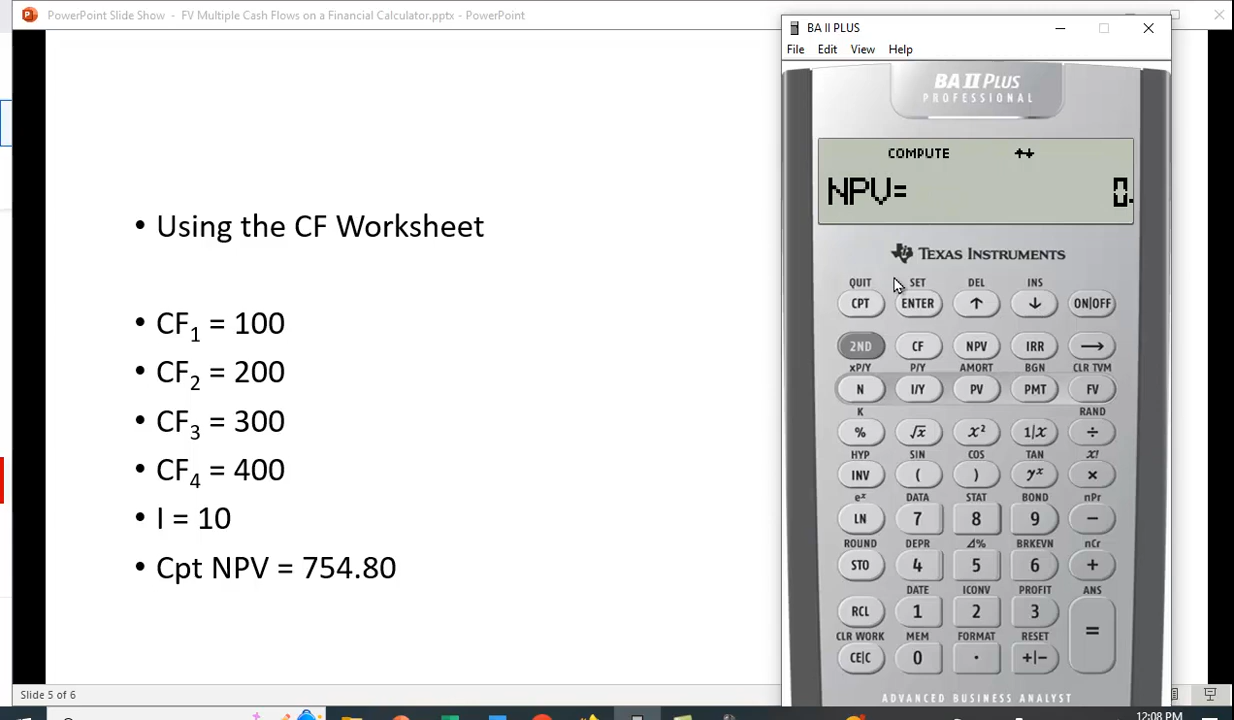 PowerPoint Slide Show - FV Multiple Cash Flows on a Financial Calculator.pptx - PowerPoint
BA II PLUS
File Edit View Help
BA II PLUS
PROFESSIONAL
COMPUTE ↑↓
NPV= 0.
TEXAS INSTRUMENTS
QUIT SET DEL INS
CPT ENTER ↑ ↓ ON|OFF
2ND CF NPV IRR →
xP/Y P/Y AMORT BGN CLR TVM
N I/Y PV PMT FV
K RAND
% √x x² 1/x ÷
HYP SIN COS TAN x!
INV ( ) yˣ ×
eˣ DATA STAT BOND nPr
LN 7 8 9 −
ROUND DEPR Δ% BRKEVN nCr
STO 4 5 6 +
DATE ICONV PROFIT ANS
RCL 1 2 3 =
CLR WORK MEM FORMAT RESET
CE|C 0 . +|−
ADVANCED BUSINESS ANALYST
• Using the CF Worksheet
• CF₁ = 100
• CF₂ = 200
• CF₃ = 300
• CF₄ = 400
• I = 10
• Cpt NPV = 754.80
Slide 5 of 6
12:08 PM